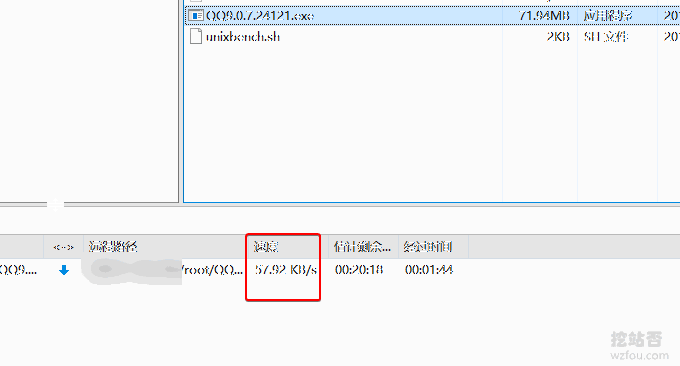 QQ9.0.7.24121.exe 71.94MB 应用程序 201
unixbench.sh 2KB SH 文件 201
<--> 远程路径 速度 估计剩余... 经过时间
QQ9.... /root/QQ... 57.92 KB/s 00:20:18 00:01:44
挖站否
wzfou.com